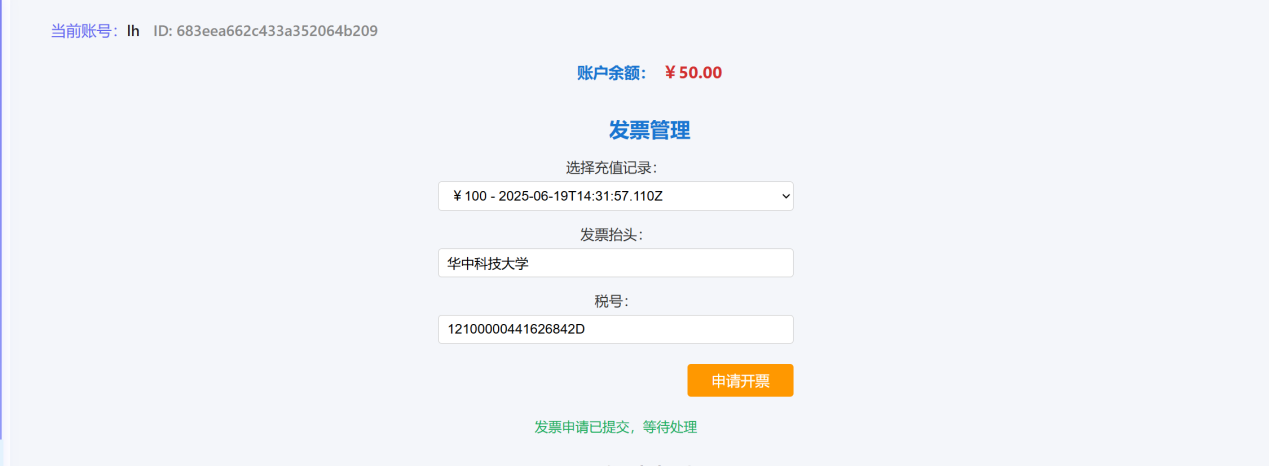 当前账号：lh ID: 683eea662c433a352064b209
账户余额： ￥50.00
发票管理
选择充值记录：
￥100 - 2025-06-19T14:31:57.110Z
发票抬头：
华中科技大学
税号：
12100000441626842D
申请开票
发票申请已提交，等待处理